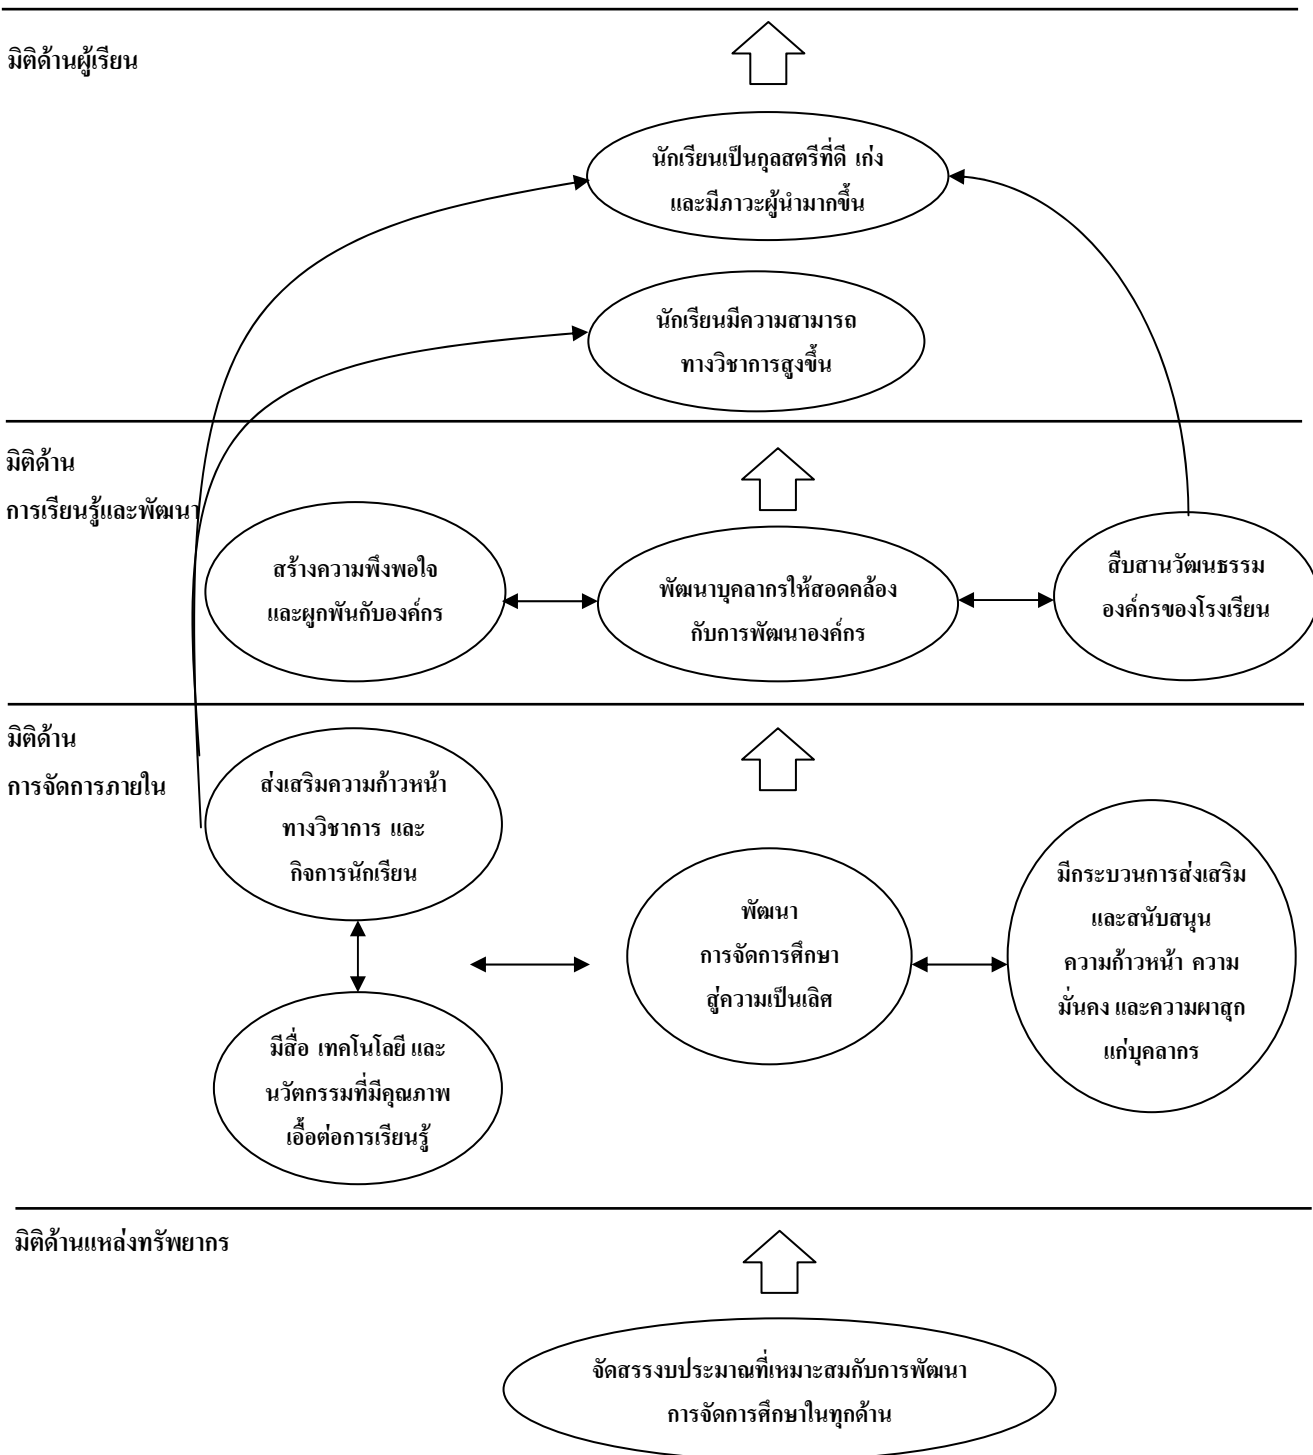 มิติด้านผู้เรียน
นักเรียนเป็นกุลสตรีที่ดี เก่ง
และมีภาวะผู้นำมากขึ้น
นักเรียนมีความสามารถ
ทางวิชาการสูงขึ้น
มิติด้าน
การเรียนรู้และพัฒนา
สร้างความพึงพอใจ
และผูกพันกับองค์กร
พัฒนาบุคลากรให้สอดคล้อง
กับการพัฒนาองค์กร
สืบสานวัฒนธรรม
องค์กรของโรงเรียน
มิติด้าน
การจัดการภายใน
ส่งเสริมความก้าวหน้า
ทางวิชาการ และ
กิจการนักเรียน
พัฒนา
การจัดการศึกษา
สู่ความเป็นเลิศ
มีกระบวนการส่งเสริม
และสนับสนุน
ความก้าวหน้า ความ
มั่นคง และความผาสุก
แก่บุคลากร
มีสื่อ เทคโนโลยี และ
นวัตกรรมที่มีคุณภาพ
เอื้อต่อการเรียนรู้
มิติด้านแหล่งทรัพยากร
จัดสรรงบประมาณที่เหมาะสมกับการพัฒนา
การจัดการศึกษาในทุกด้าน